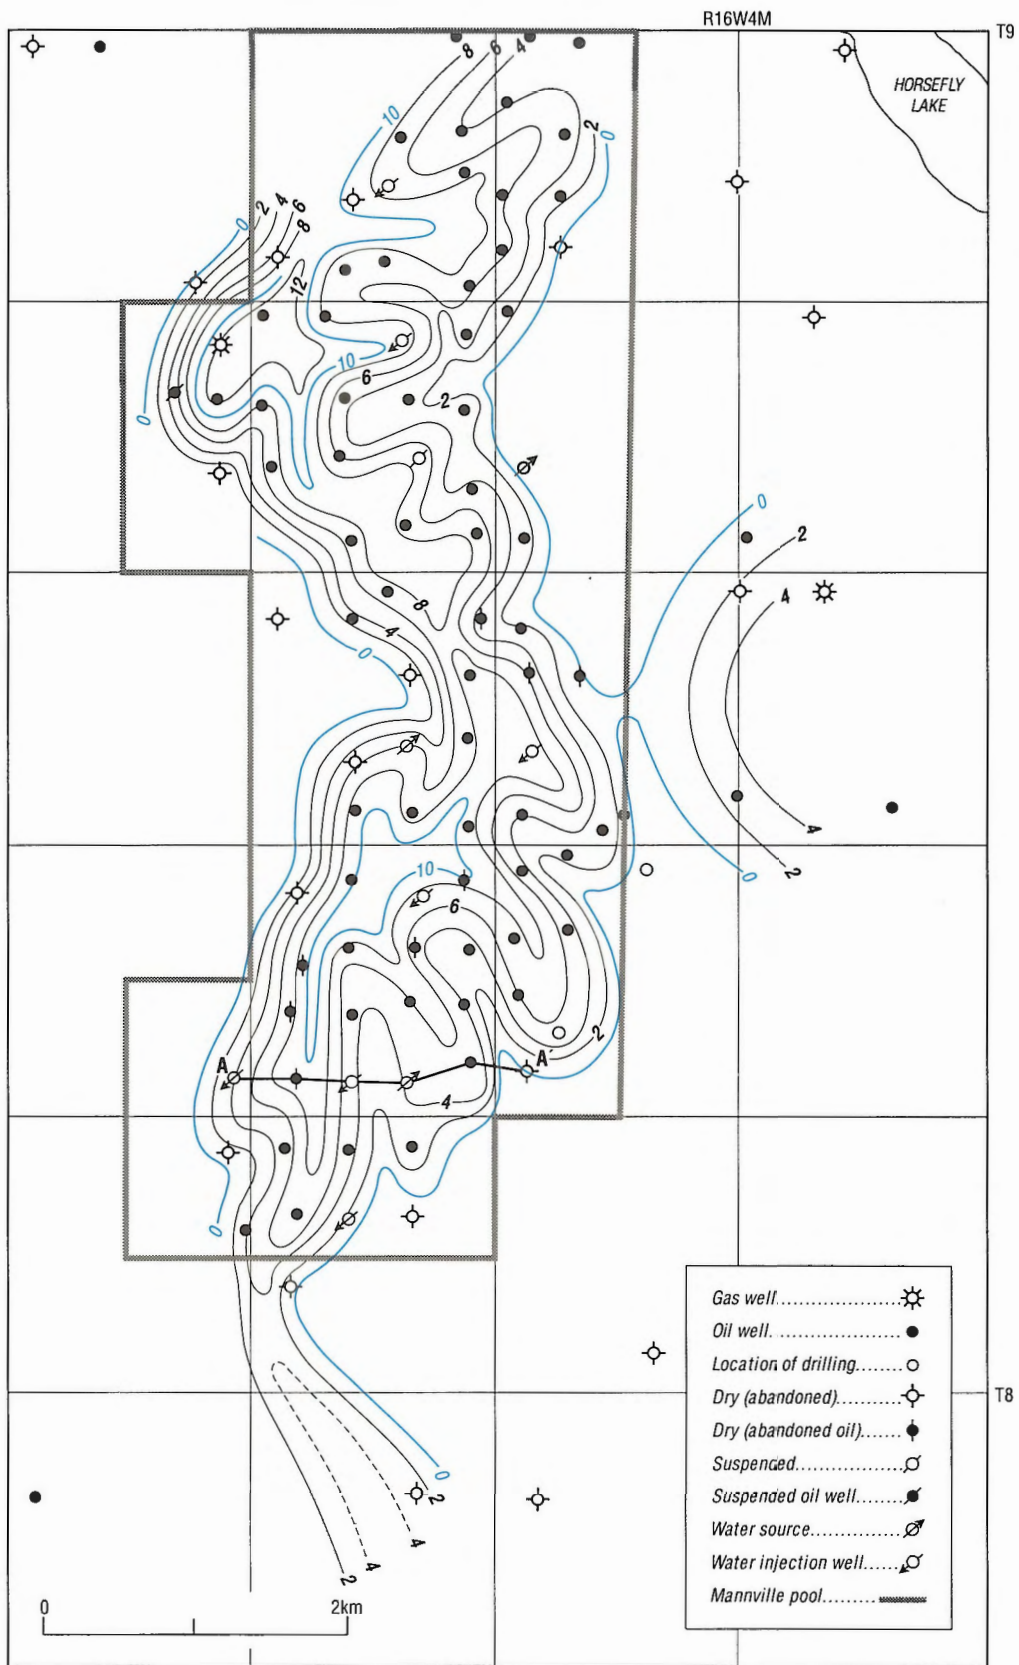 R16W4M
T9
HORSEFLY
LAKE
8
6
4
10
2
0
2
4
6
8
0
12
10
6
2
0
0
2
4
8
4
0
10
6
4
2
0
2
A
A´
4
0
T8
0
2
4
4
2
0
2km
Gas well
Oil well
Location of drilling
Dry (abandoned)
Dry (abandoned oil)
Suspended
Suspended oil well
Water source
Water injection well
Mannville pool